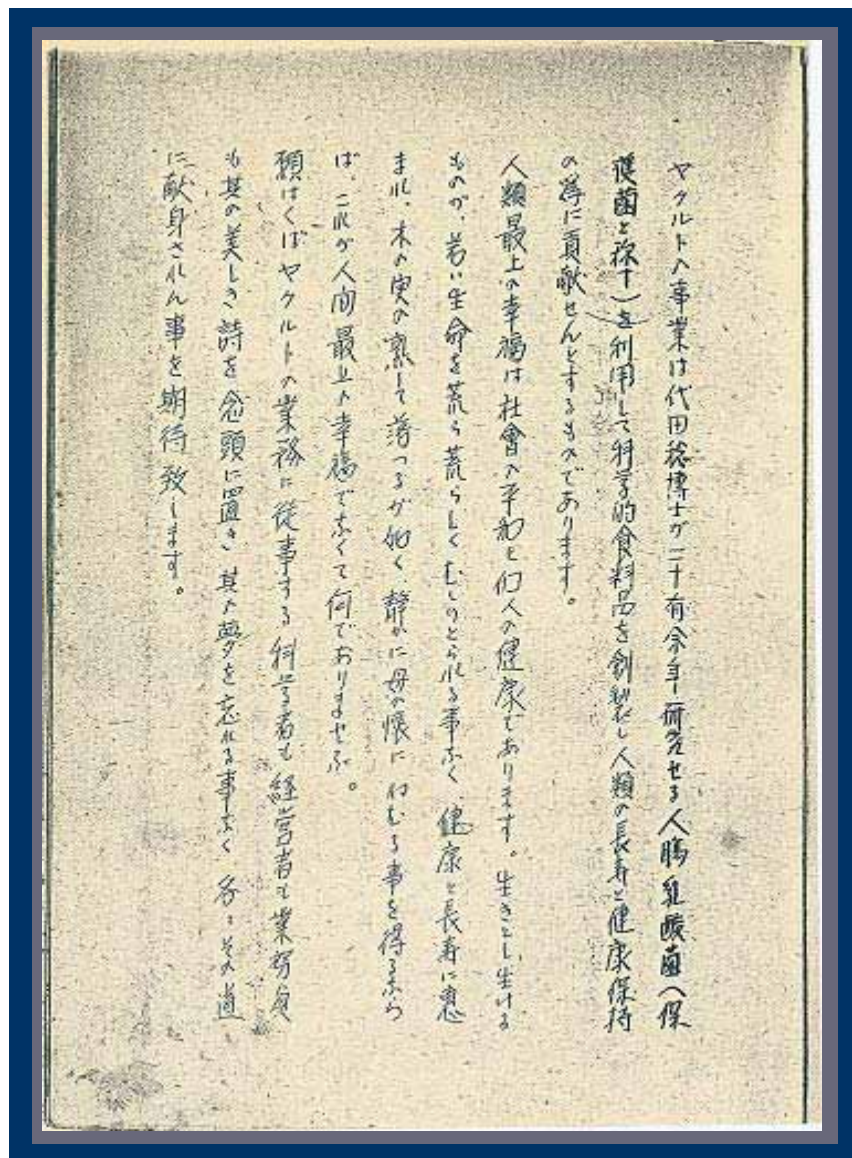 ヤクルトの事業は代田稔博士が二十有余年研究せる人腸乳酸菌(保
護菌と称す)を利用して科学的食料品を創製し人類の長寿と健康保持
の為に貢献せんとするものであります。
人類最上の幸福は社會の平和と個人の健康であります。生きとし生ける
ものが、若い生命を荒ら荒らしくむしりとられる事なく、健康と長寿に恵
まれ、木の実の熟して落つるが如く、静かに母の懐にねむる事を得るなら
ば、これが人间最上の幸福でなくて何でありませふ。
願はくばヤクルトの業務に従事する科学者も経営者も業務員
も其の美しき詩を念頭に置き、其の夢を忘れる事なく各々その道
に献身されん事を期待致します。